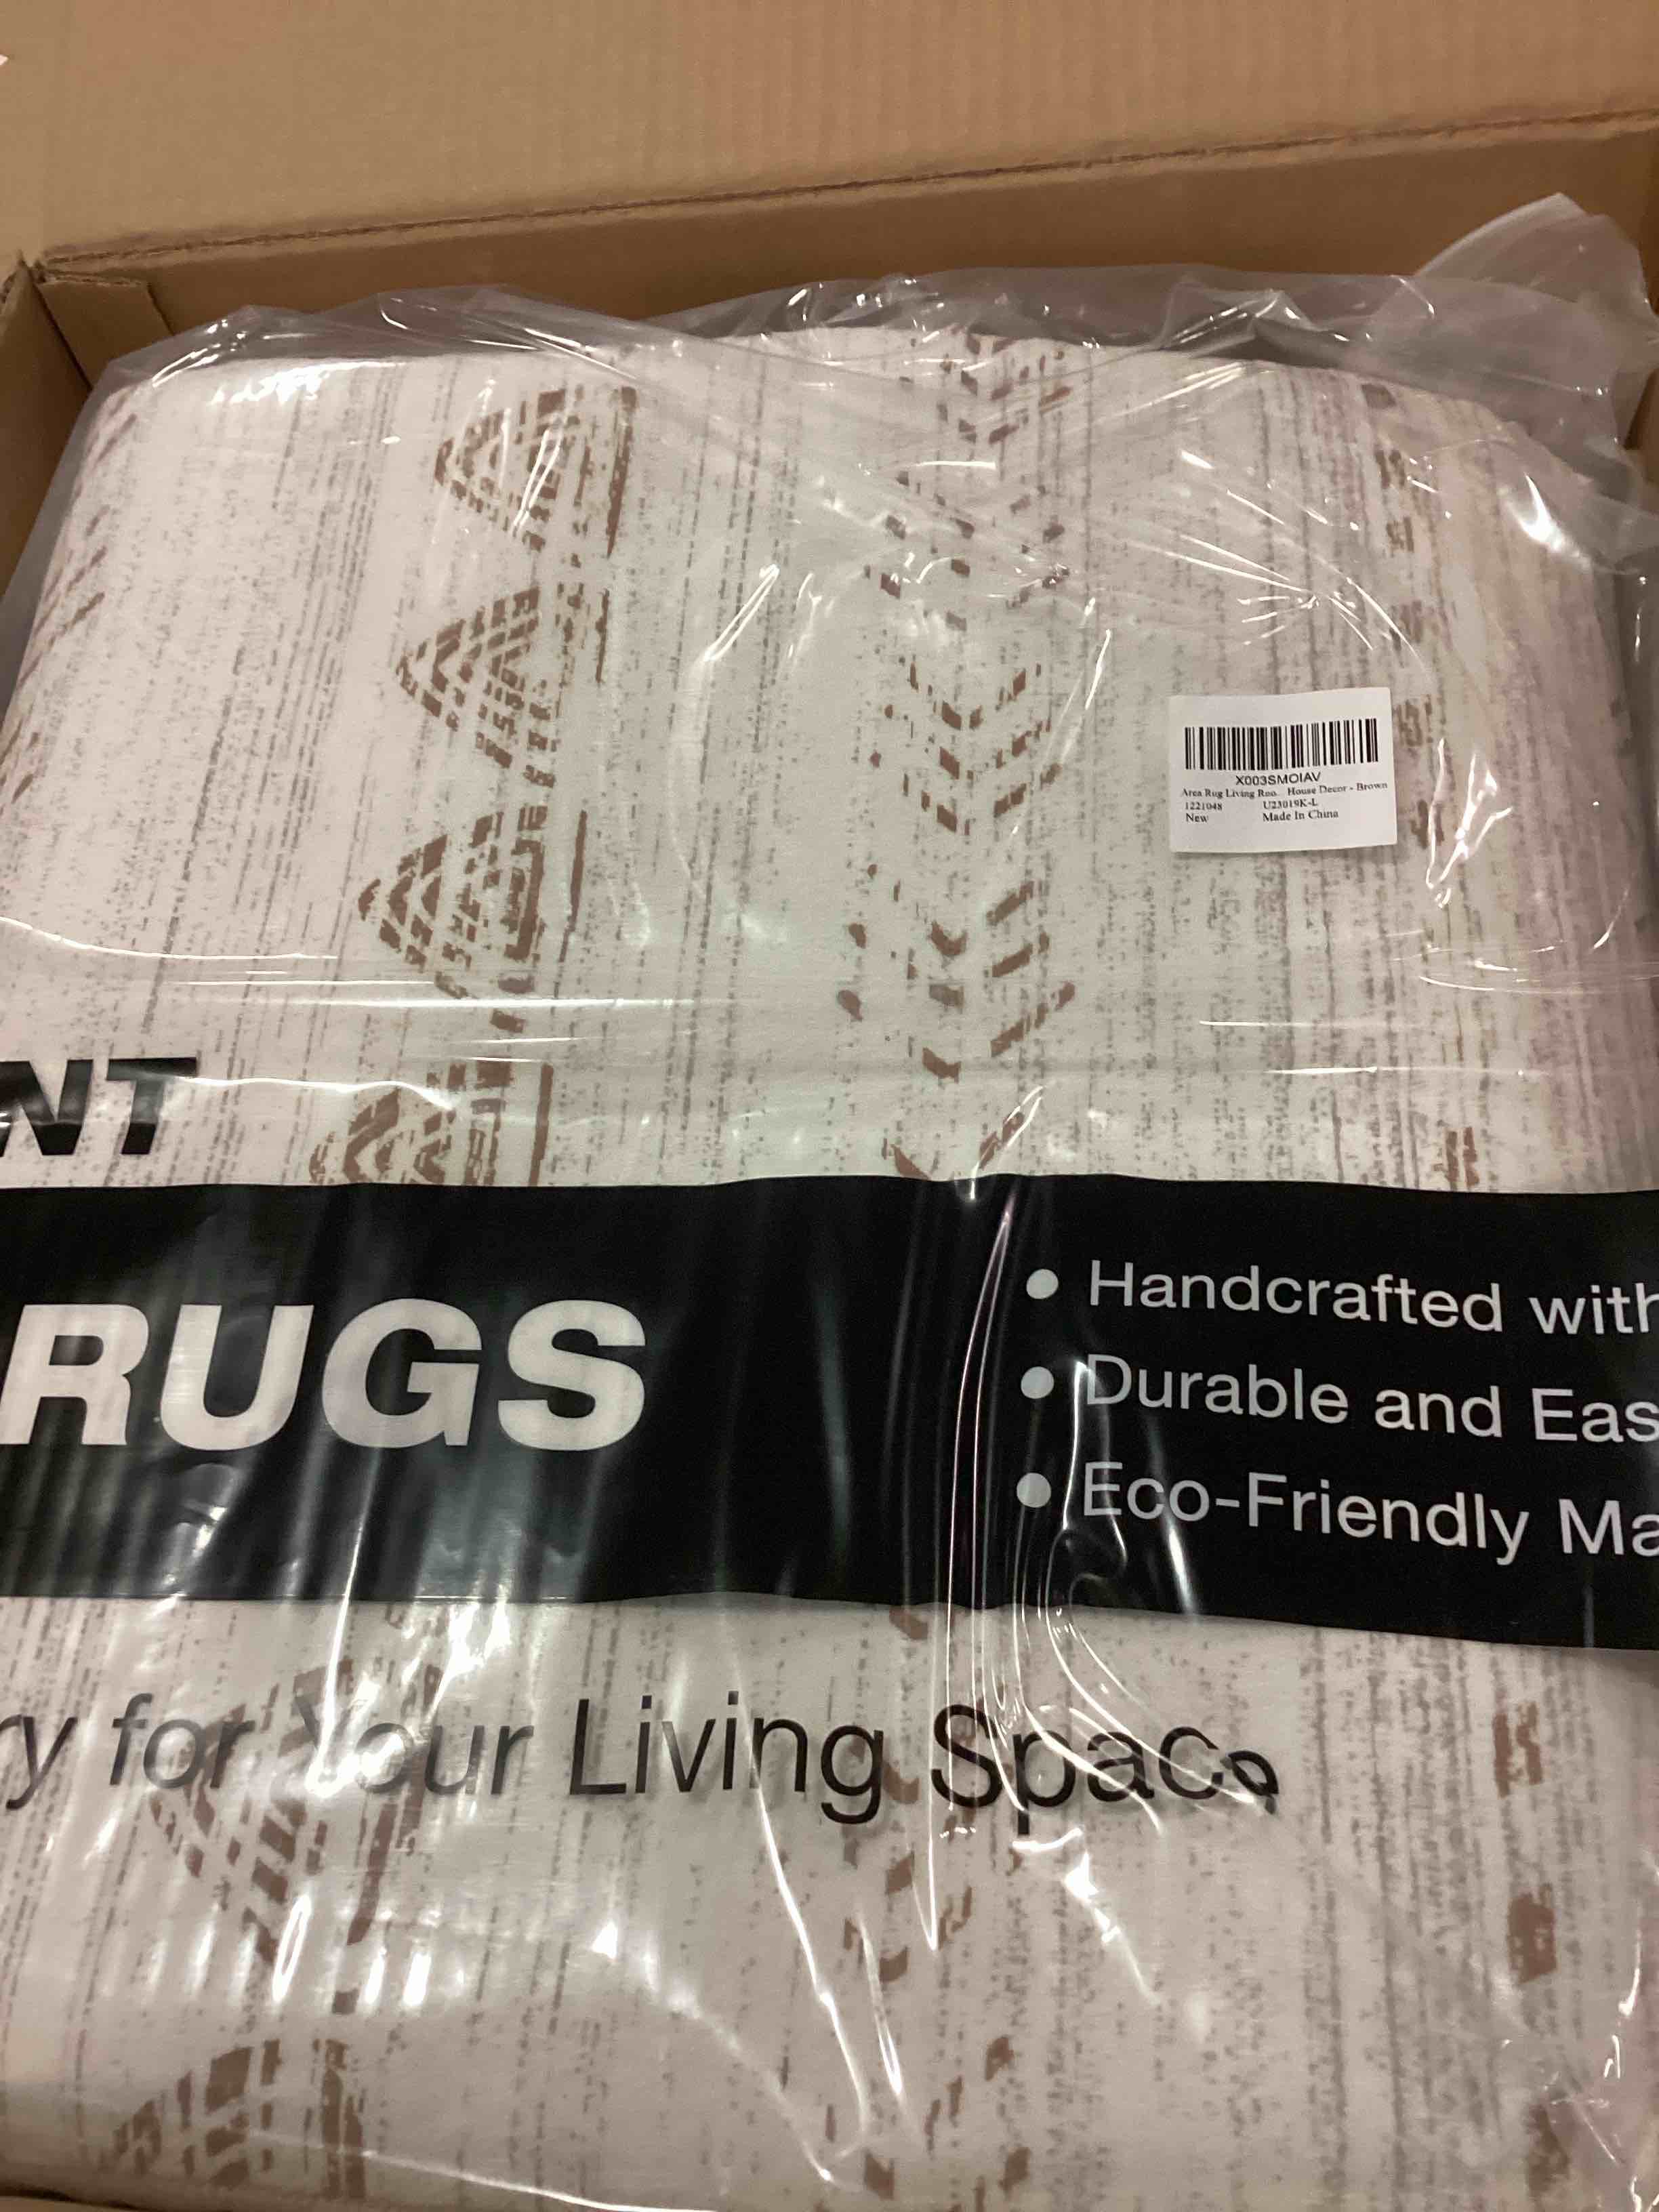 X003SMOIAV
Area Rug Living Roo... House Decor - Brown
1221048 U23019K-L
New Made In China
NT
RUGS
• Handcrafted with
• Durable and Eas
• Eco-Friendly Ma
ry for Your Living Space